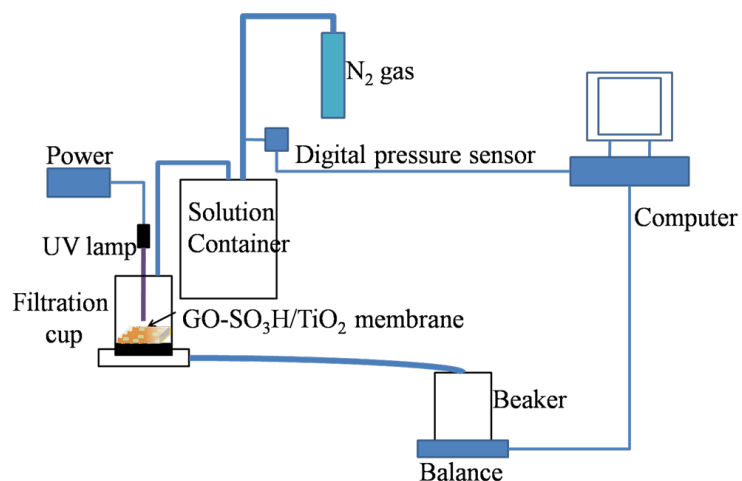 N₂ gas
Power
Digital pressure sensor
Solution
Container
Computer
UV lamp
Filtration
cup
GO-SO₃H/TiO₂ membrane
Beaker
Balance